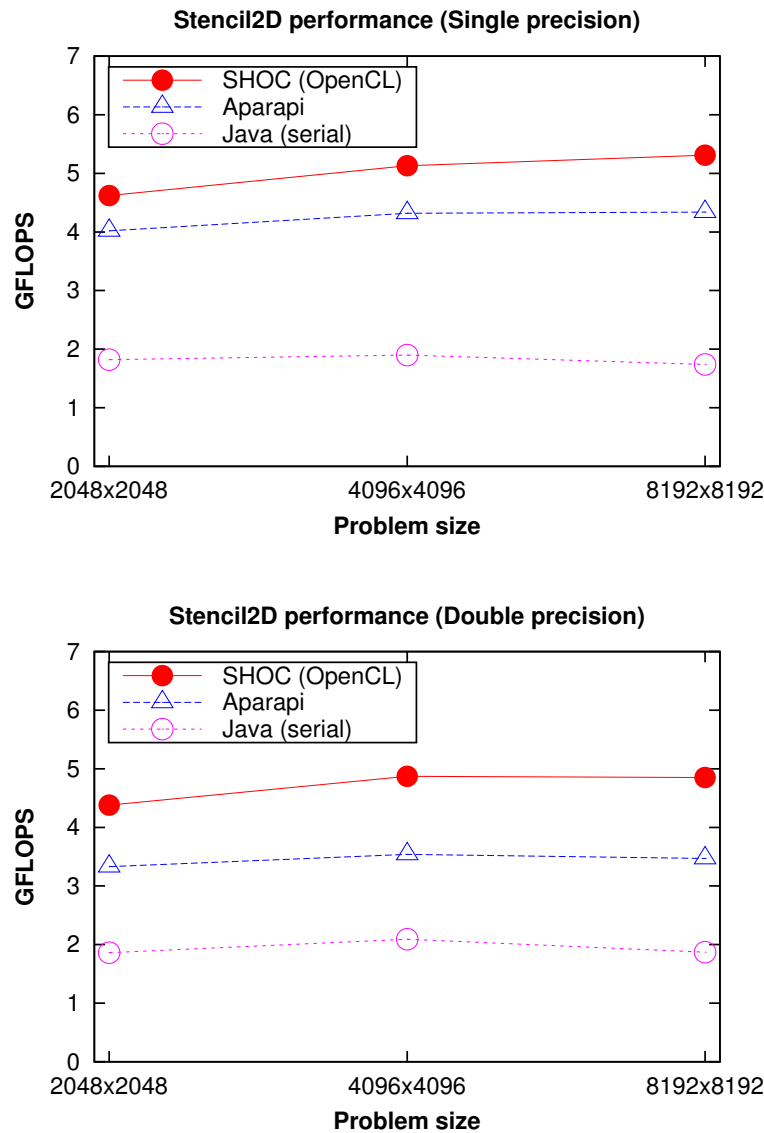 Stencil2D performance (Single precision)
7
6
5
4
3
2
1
0
GFLOPS
SHOC (OpenCL)
Aparapi
Java (serial)
2048x2048 4096x4096 8192x8192
Problem size
Stencil2D performance (Double precision)
7
6
5
4
3
2
1
0
GFLOPS
SHOC (OpenCL)
Aparapi
Java (serial)
2048x2048 4096x4096 8192x8192
Problem size